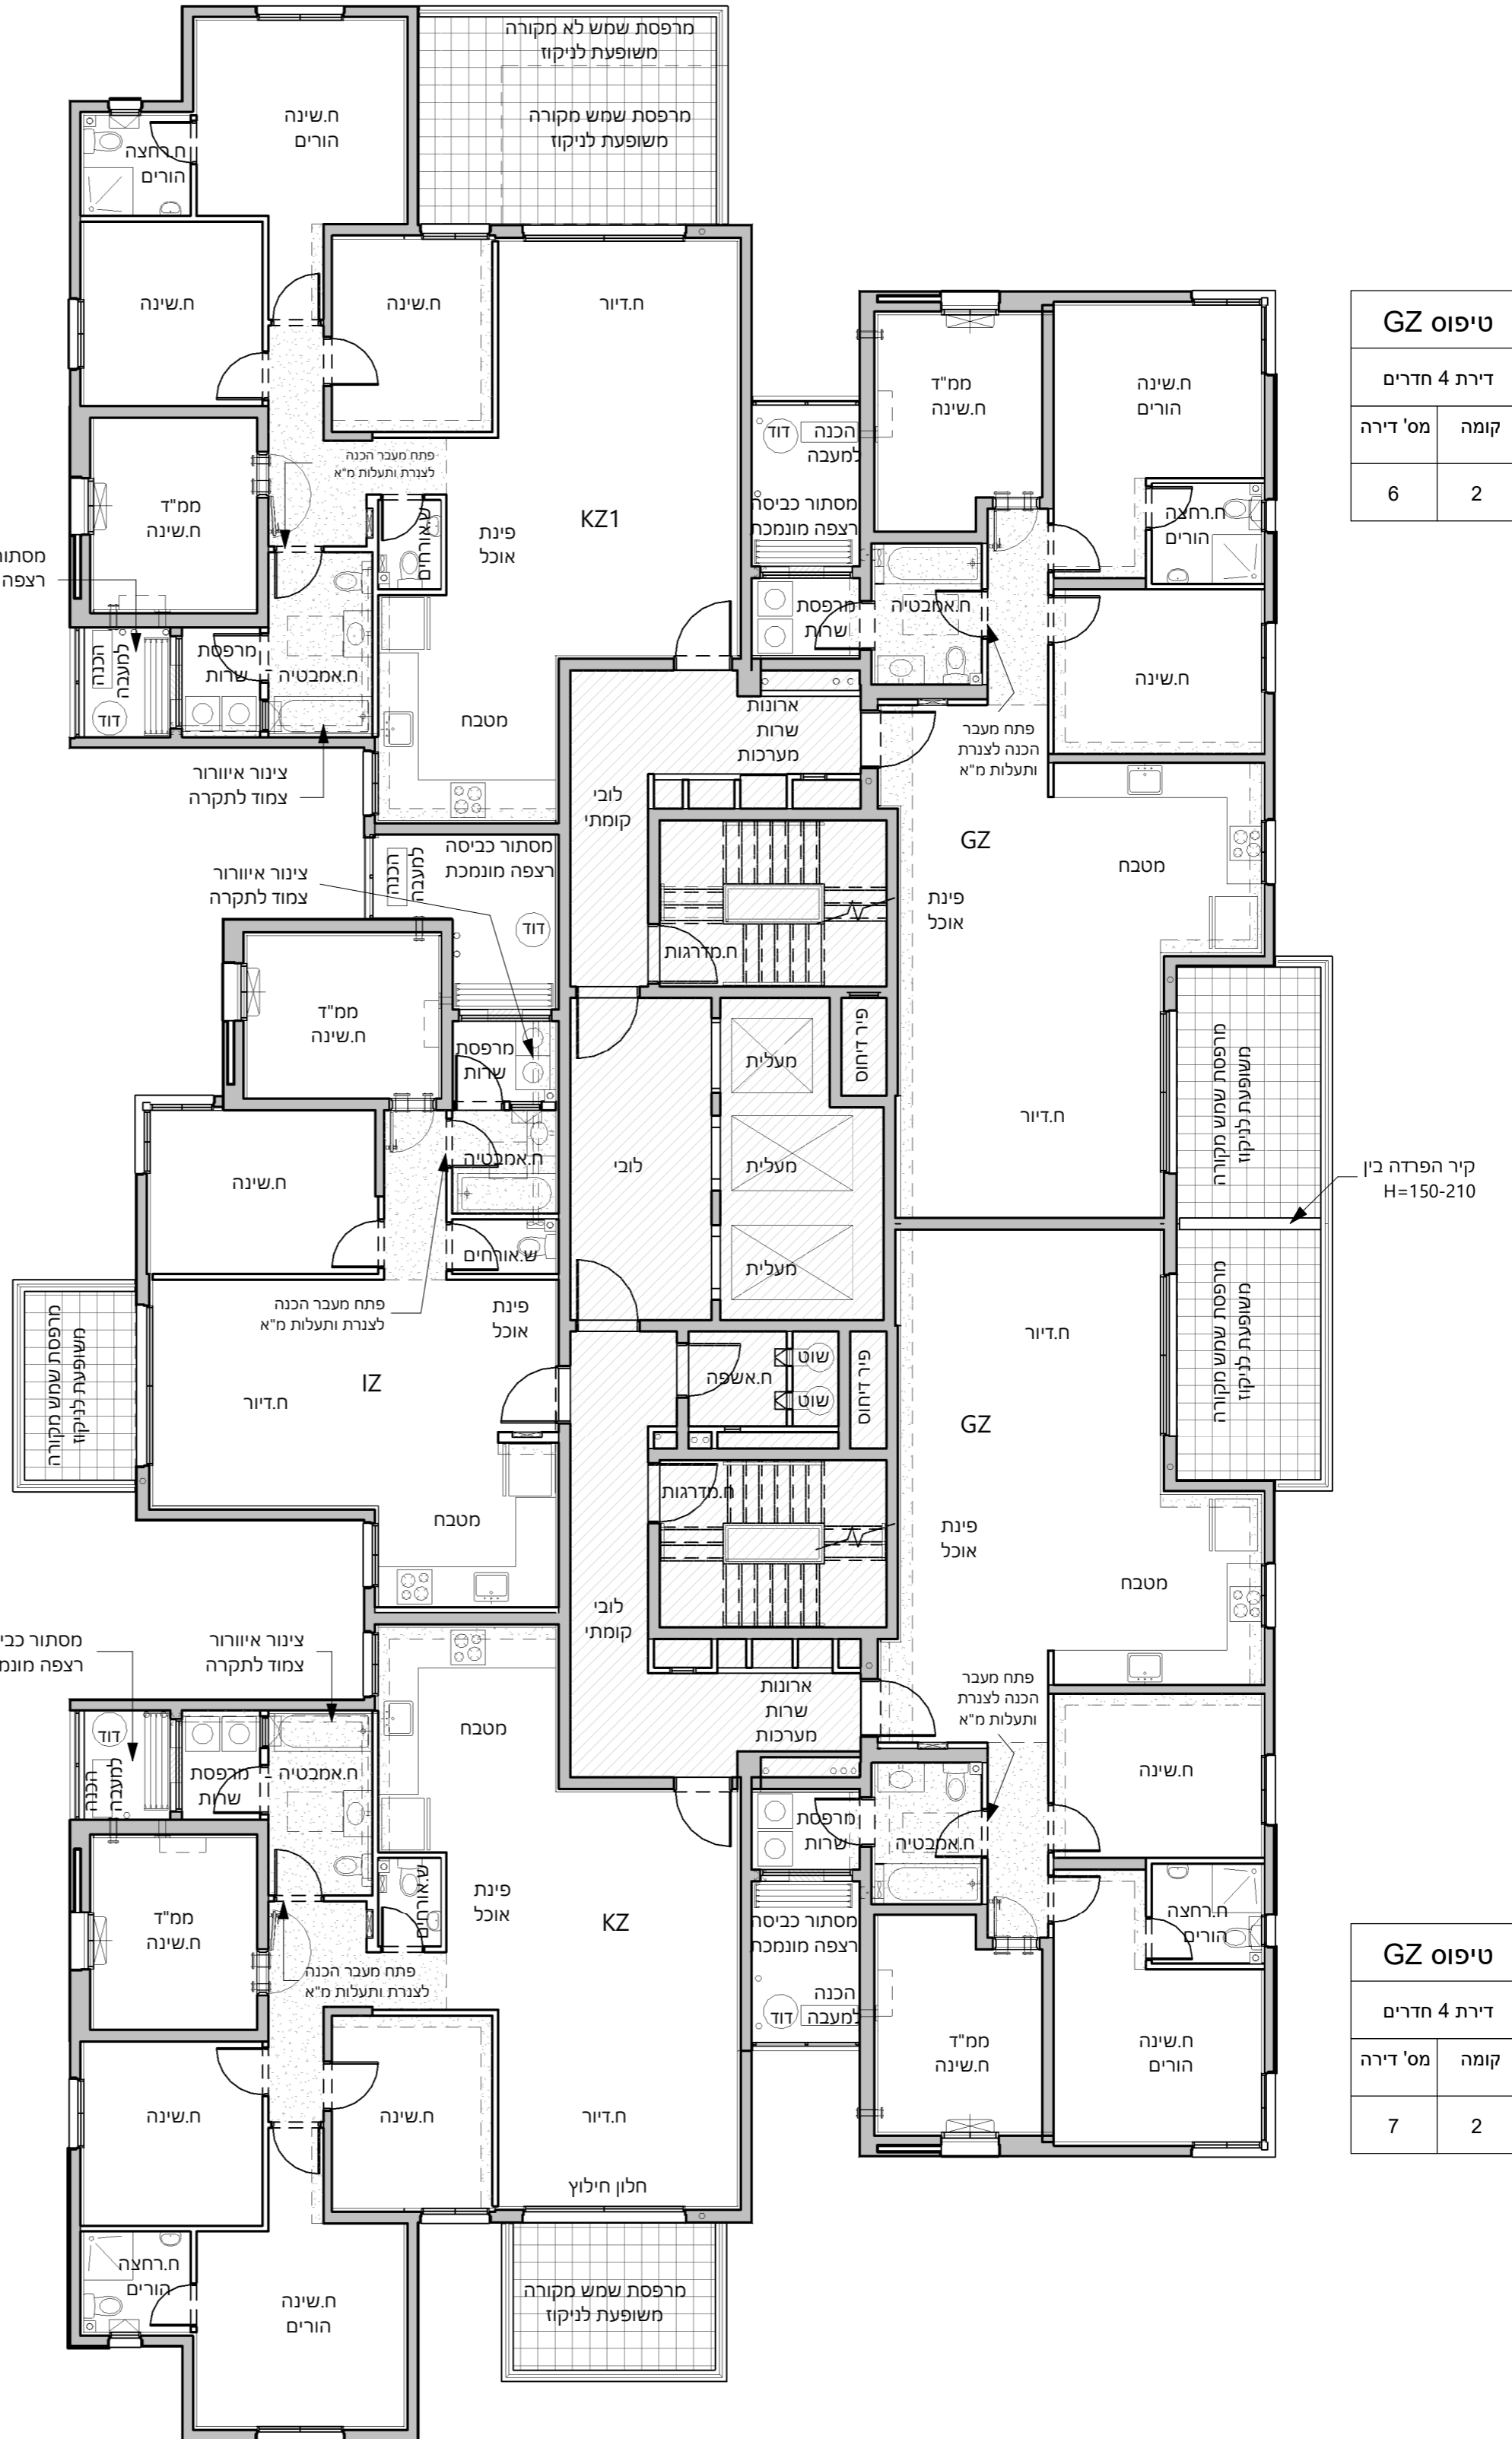 מרפסת שמש לא מקורה
משופעת לניקוז
מרפסת שמש מקורה
משופעת לניקוז
ח.שינה
הורים
ח.רחצה
הורים
ח.שינה
ח.שינה
ח.דיור
ממ"ד
ח.שינה
פתח מעבר הכנה
לצנרת ותעלות מ"א
ש.אורחים
פינת
אוכל
KZ1
מסתור
רצפה
הכנה
למעבה
דוד
מרפסת
שרות
ח.אמבטיה
מטבח
צינור איוורור
צמוד לתקרה
ממ"ד
ח.שינה
ח.שינה
הורים
ח.רחצה
הורים
דוד
הכנה
למעבה
מסתור כביסה
רצפה מונמכת
מרפסת
שרות
ח.אמבטיה
ח.שינה
פתח מעבר
הכנה לצנרת
ותעלות מ"א
טיפוס GZ
דירת 4 חדרים
קומה
מס' דירה
2
6
ארונות
שרות
מערכות
לובי
קומתי
GZ
מטבח
פינת
אוכל
ח.מדרגות
ח.דיור
מרפסת שמש מקורה
משופעת לניקוז
צינור איוורור
צמוד לתקרה
מסתור כביסה
רצפה מונמכת
הכנה
למעבה
דוד
ממ"ד
ח.שינה
מרפסת
שרות
ח.אמבטיה
ח.שינה
ש.אורחים
פתח מעבר הכנה
לצנרת ותעלות מ"א
פינת
אוכל
IZ
ח.דיור
מרפסת שמש מקורה
משופעת לניקוז
מטבח
לובי
מעלית
מעלית
מעלית
פיר דיחוס
קיר הפרדה בין
H=150-210
ח.אשפה
שוט
שוט
פיר דיחוס
ח.מדרגות
לובי
קומתי
ח.דיור
מרפסת שמש מקורה
משופעת לניקוז
GZ
פינת
אוכל
מטבח
ארונות
שרות
מערכות
פתח מעבר
הכנה לצנרת
ותעלות מ"א
ח.שינה
מרפסת
שרות
ח.אמבטיה
מסתור כביסה
רצפה מונמכת
הכנה
למעבה
דוד
ח.רחצה
הורים
ממ"ד
ח.שינה
ח.שינה
הורים
טיפוס GZ
דירת 4 חדרים
קומה
מס' דירה
2
7
מסתור כבי
רצפה מונמ
צינור איוורור
צמוד לתקרה
מטבח
דוד
הכנה
למעבה
מרפסת
שרות
ח.אמבטיה
ש.אורחים
פינת
אוכל
KZ
ממ"ד
ח.שינה
פתח מעבר הכנה
לצנרת ותעלות מ"א
ח.שינה
ח.שינה
ח.דיור
חלון חילוץ
ח.רחצה
הורים
ח.שינה
הורים
מרפסת שמש מקורה
משופעת לניקוז